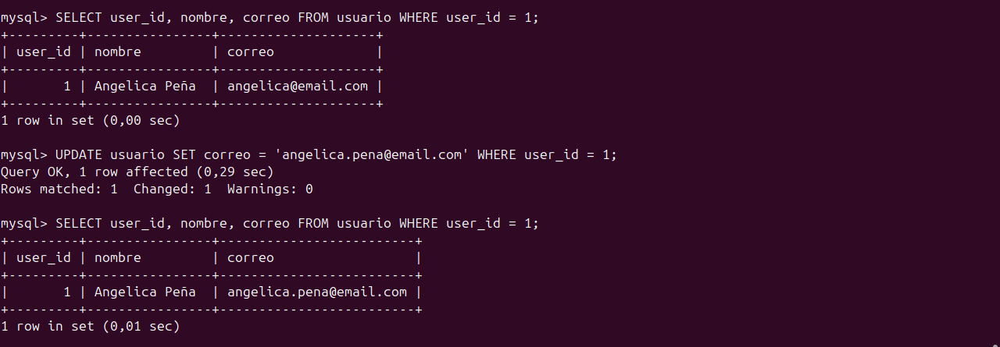 mysql> SELECT user_id, nombre, correo FROM usuario WHERE user_id = 1;
+---------+----------------+--------------------+
| user_id | nombre         | correo             |
+---------+----------------+--------------------+
|       1 | Angelica Peña  | angelica@email.com |
+---------+----------------+--------------------+
1 row in set (0,00 sec)

mysql> UPDATE usuario SET correo = 'angelica.pena@email.com' WHERE user_id = 1;
Query OK, 1 row affected (0,29 sec)
Rows matched: 1  Changed: 1  Warnings: 0

mysql> SELECT user_id, nombre, correo FROM usuario WHERE user_id = 1;
+---------+----------------+-------------------------+
| user_id | nombre         | correo                  |
+---------+----------------+-------------------------+
|       1 | Angelica Peña  | angelica.pena@email.com |
+---------+----------------+-------------------------+
1 row in set (0,01 sec)